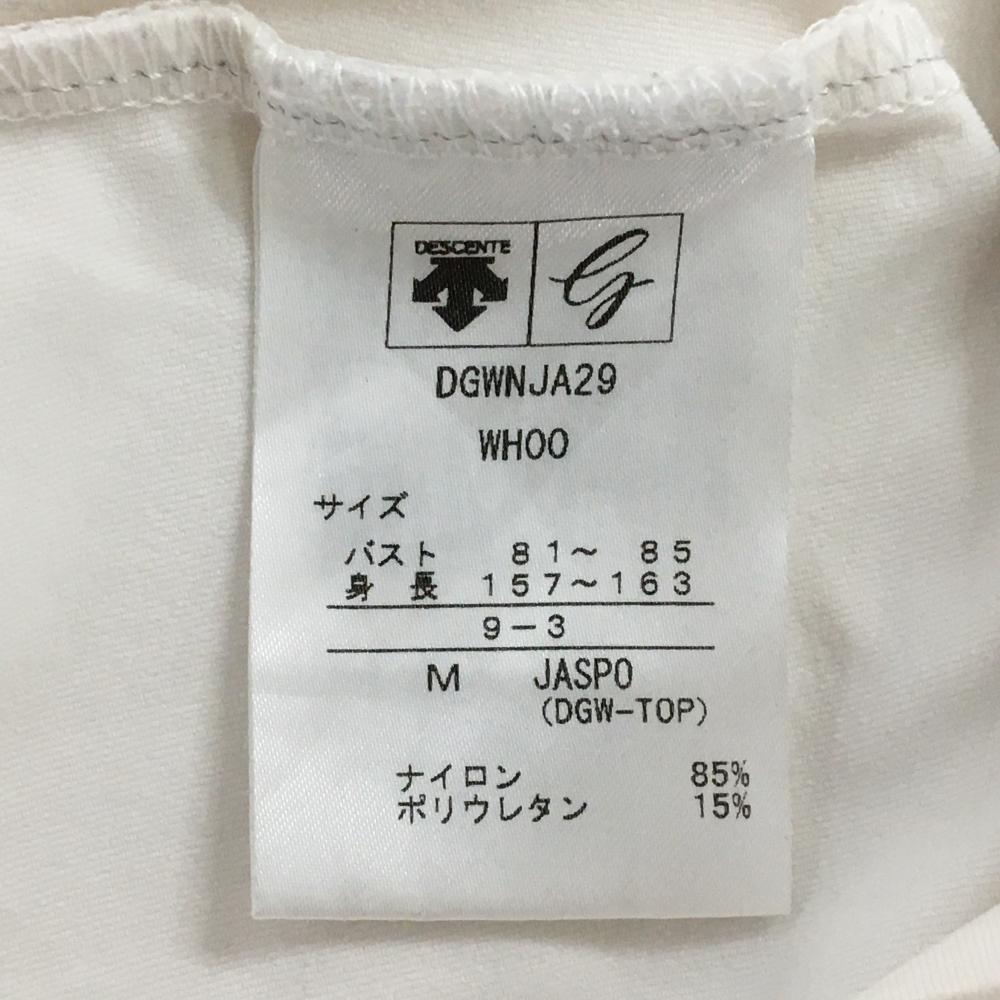 DESCENTE G
DGWNJA29
WH00
サイズ
バスト 81～ 85
身 長 157～163
9－3
M JASPO
(DGW-TOP)
ナイロン 85%
ポリウレタン 15%